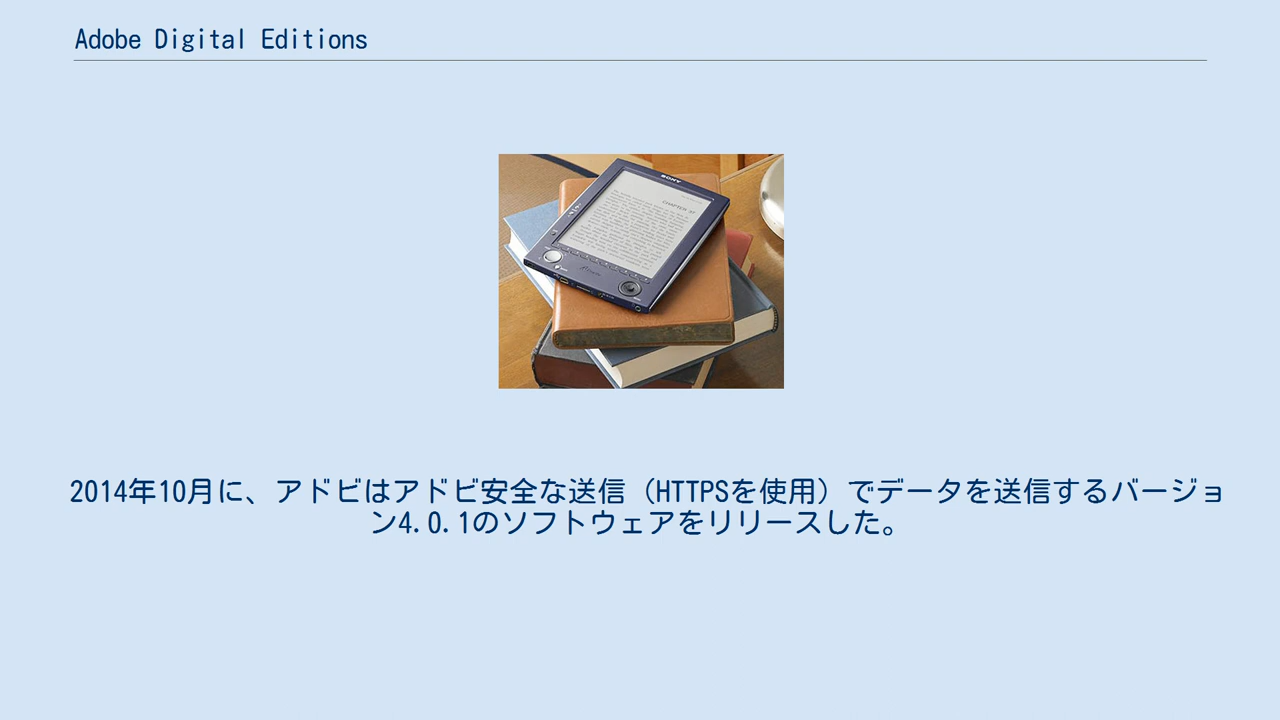 Adobe Digital Editions
SONY
CHAPTER 10
2014年10月に、アドビはアドビ安全な送信（HTTPSを使用）でデータを送信するバージョ
ン4.0.1のソフトウェアをリリースした。